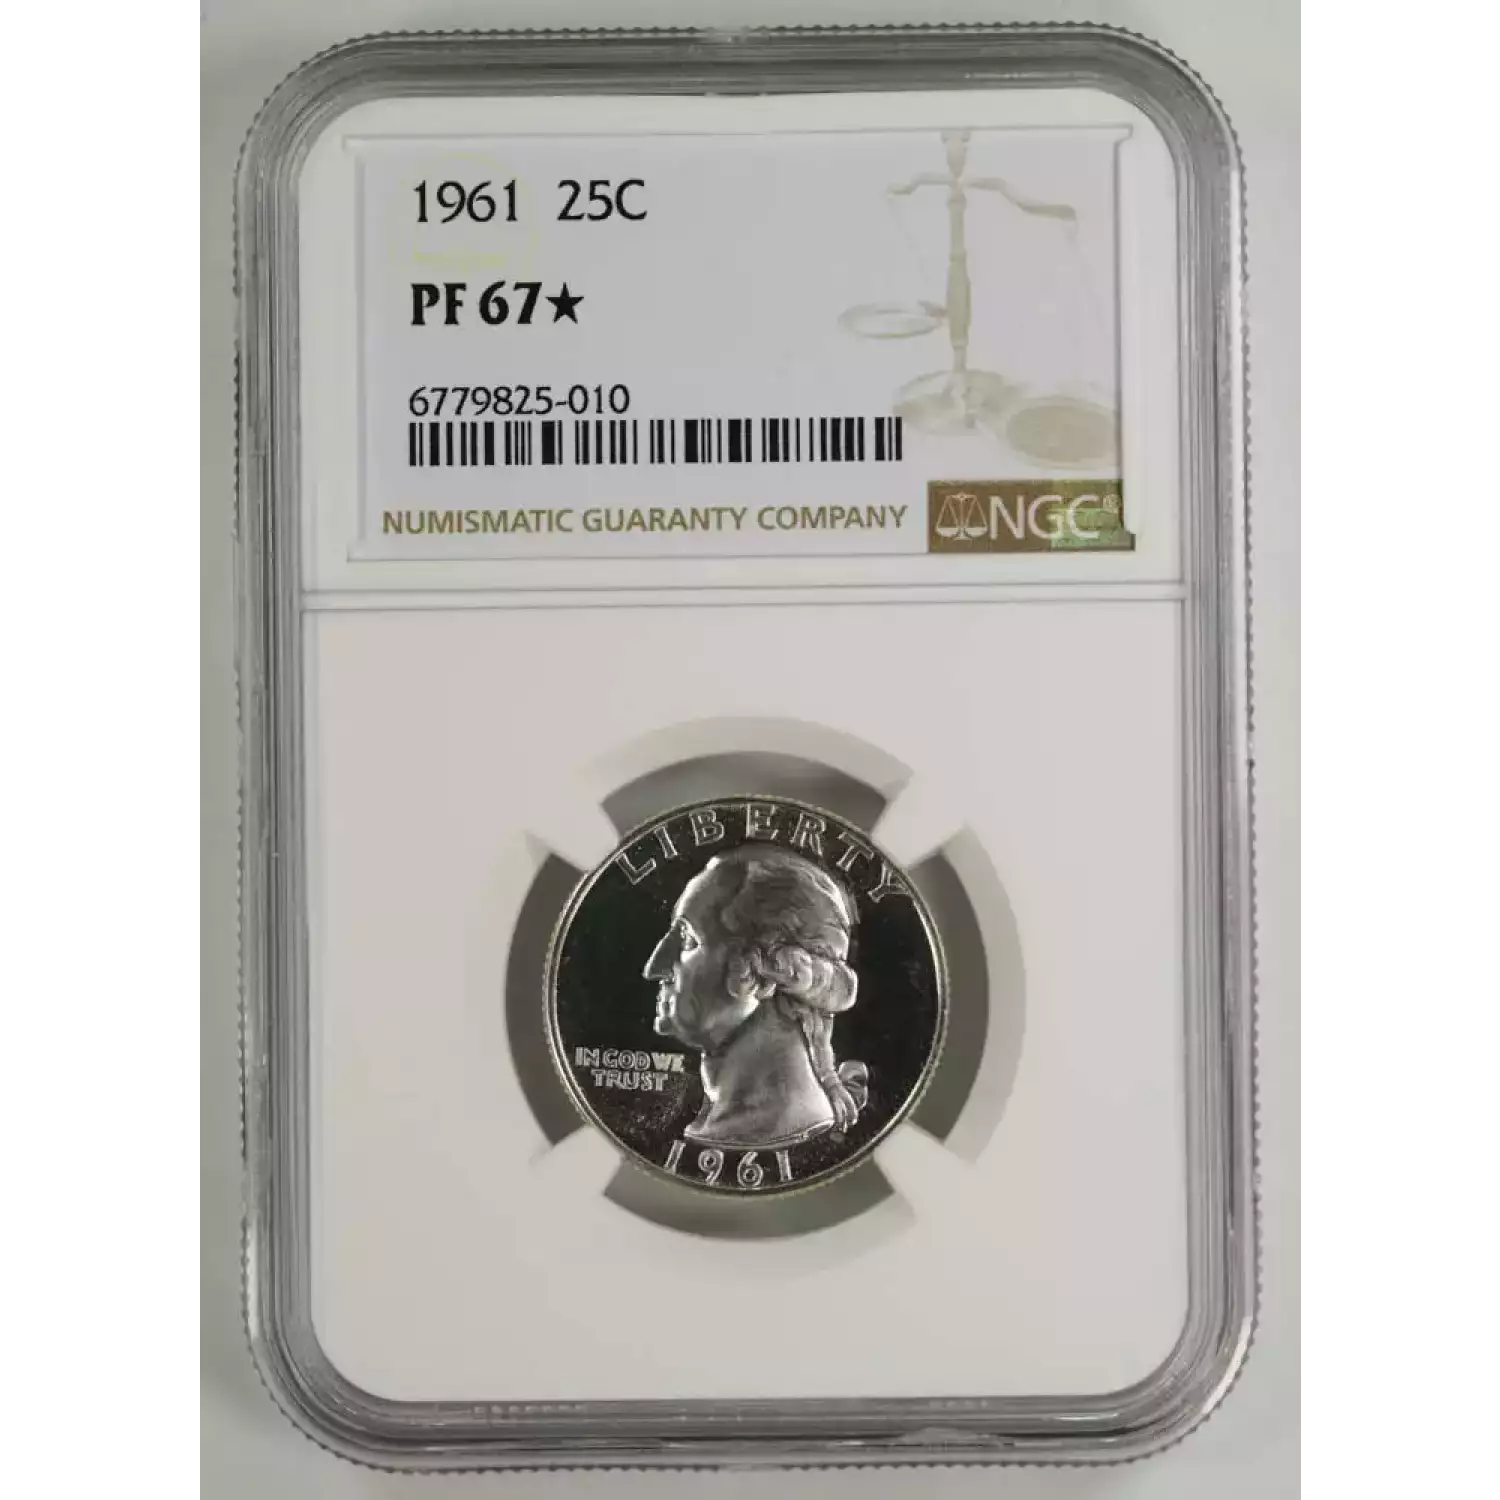 1961 25C
PF 67★
6779825-010
NUMISMATIC GUARANTY COMPANY NGC®
LIBERTY
IN GOD WE
TRUST
1961